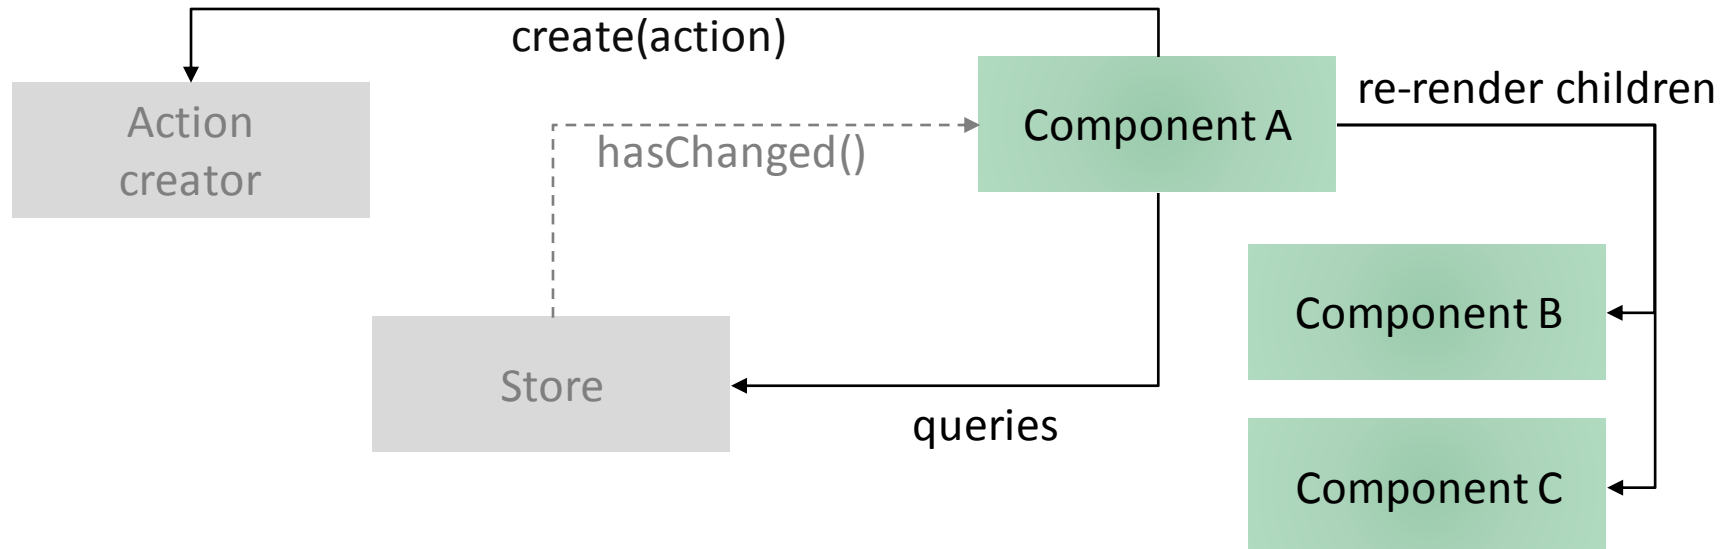 create(action)
re-render children
Action
creator
Component A
hasChanged()
Component B
Store
queries
Component C